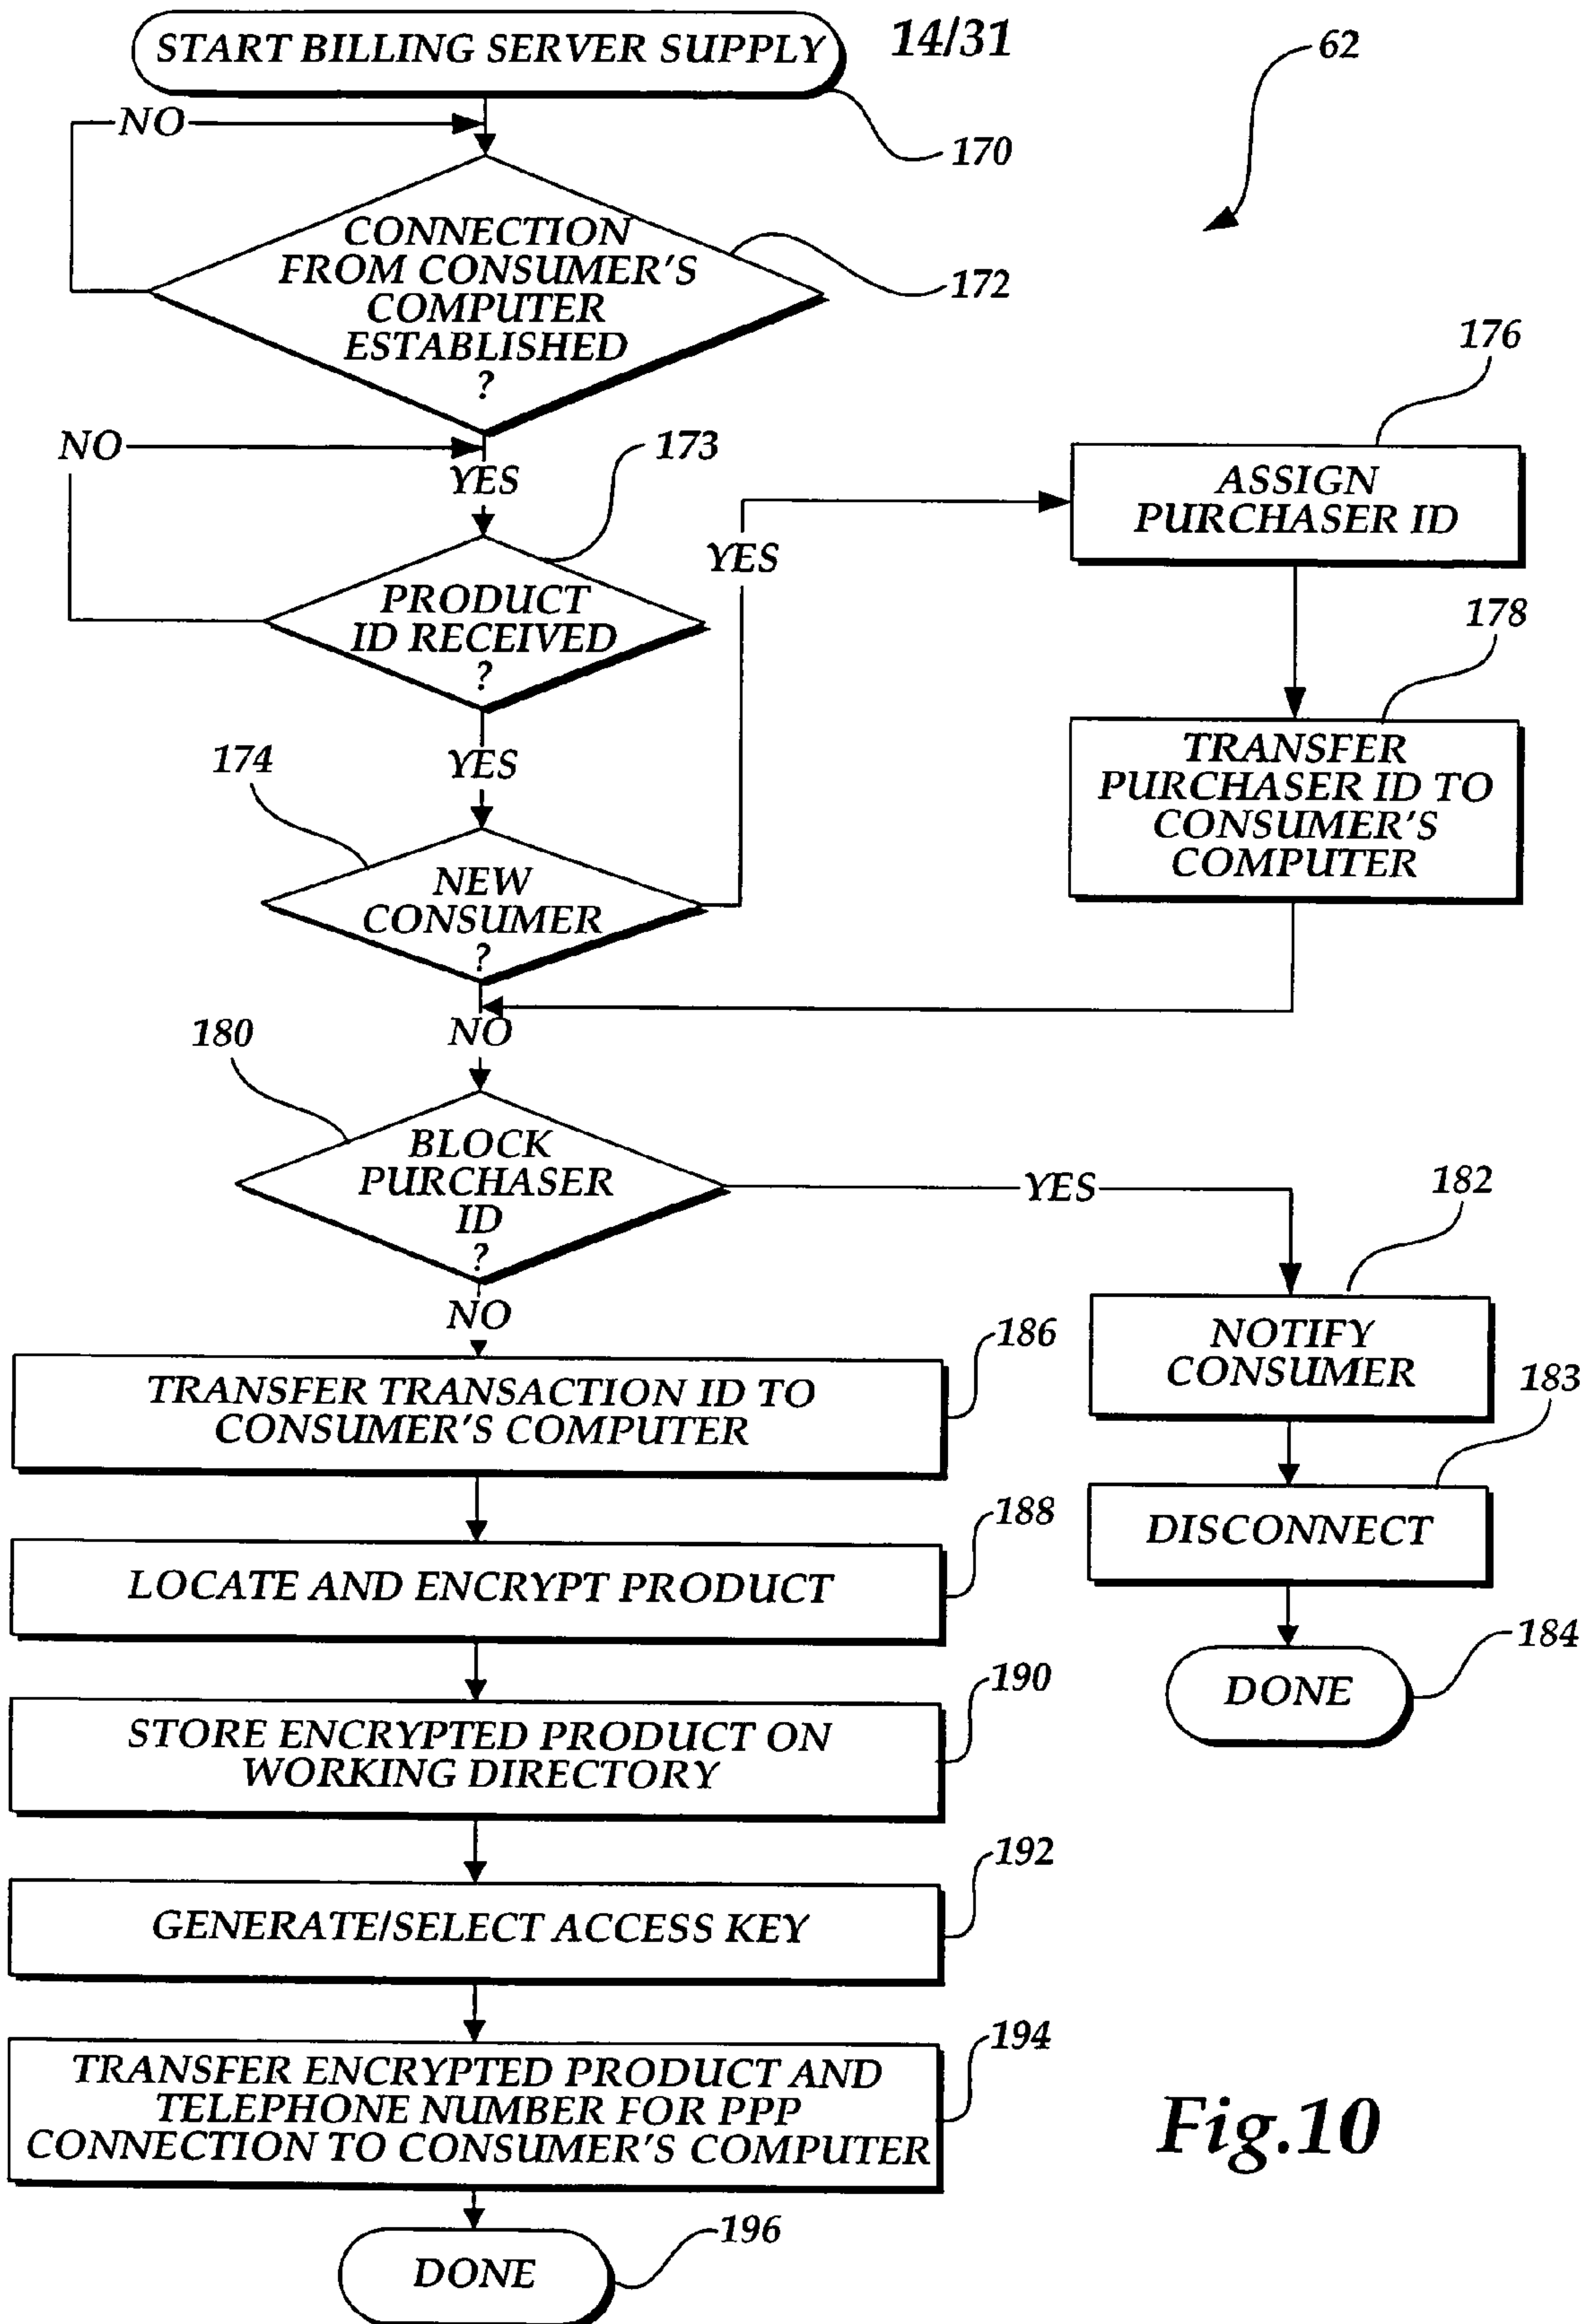 START BILLING SERVER SUPPLY
14/31
62
NO
170
CONNECTION
FROM CONSUMER'S
COMPUTER
ESTABLISHED
?
172
176
NO
173
YES
ASSIGN
PURCHASER ID
YES
PRODUCT
ID RECEIVED
?
178
174
YES
TRANSFER
PURCHASER ID TO
CONSUMER'S
COMPUTER
NEW
CONSUMER
?
180
NO
BLOCK
PURCHASER
ID
?
YES
182
NO
NOTIFY
CONSUMER
186
TRANSFER TRANSACTION ID TO
CONSUMER'S COMPUTER
183
188
DISCONNECT
LOCATE AND ENCRYPT PRODUCT
184
190
DONE
STORE ENCRYPTED PRODUCT ON
WORKING DIRECTORY
192
GENERATE/SELECT ACCESS KEY
194
TRANSFER ENCRYPTED PRODUCT AND
TELEPHONE NUMBER FOR PPP
CONNECTION TO CONSUMER'S COMPUTER
Fig.10
196
DONE